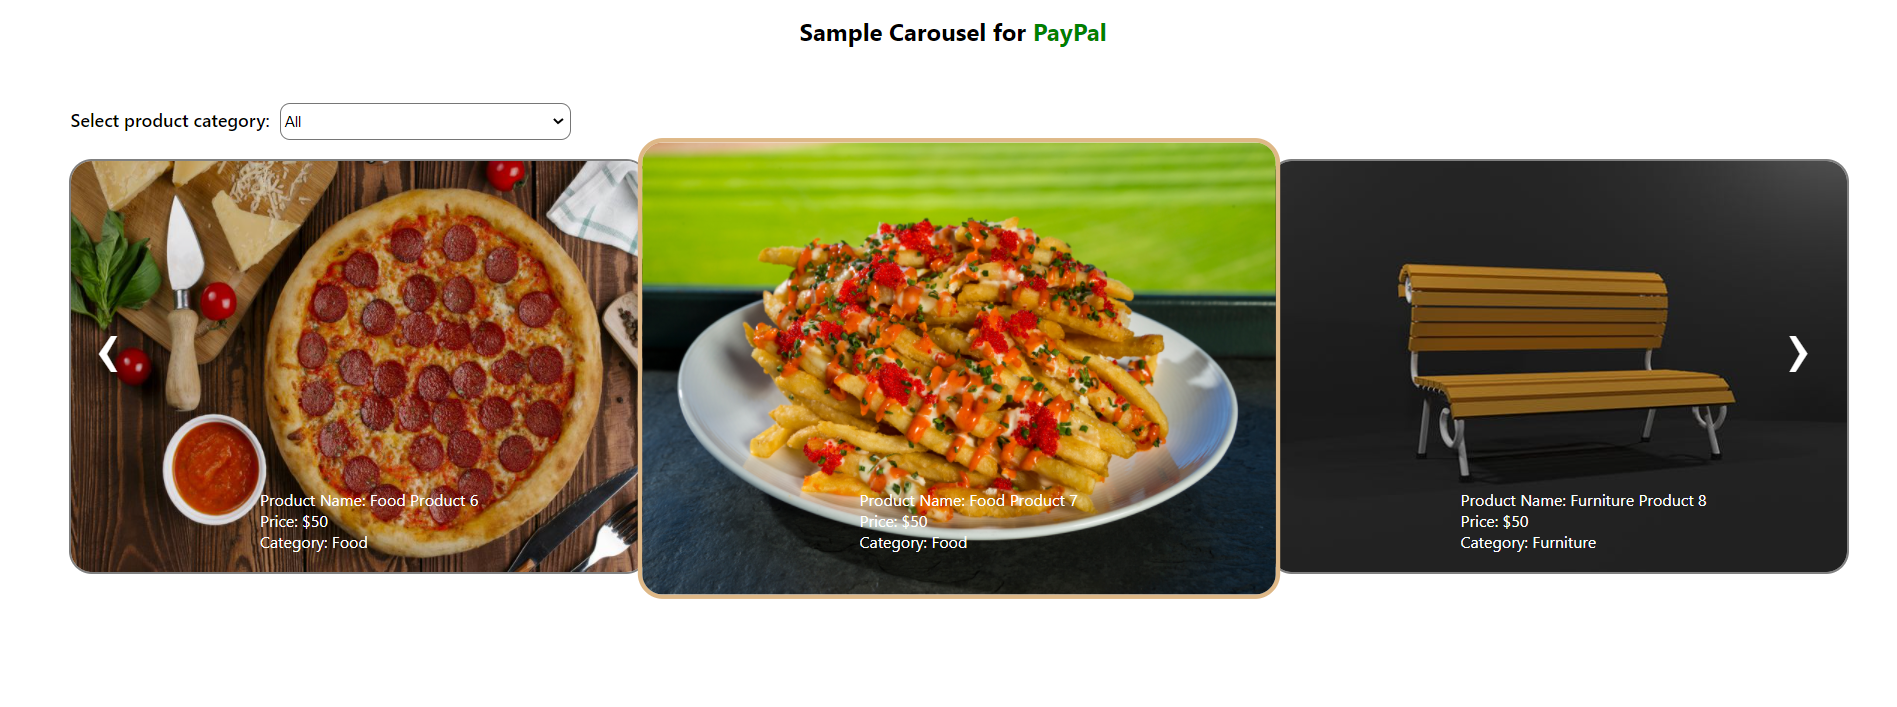 Sample Carousel for PayPal
Select product category: All
Product Name: Food Product 6
Price: $50
Category: Food
Product Name: Food Product 7
Price: $50
Category: Food
Product Name: Furniture Product 8
Price: $50
Category: Furniture